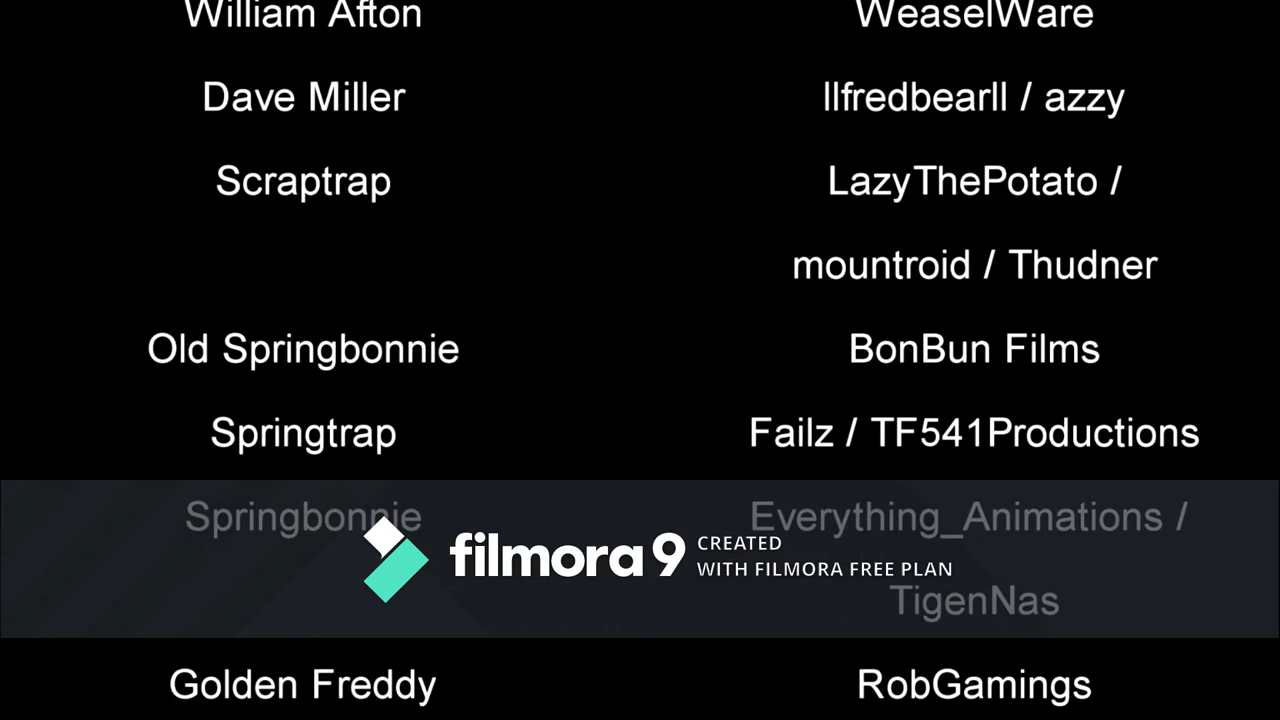 William Afton WeaselWare
Dave Miller llfredbearll / azzy
Scraptrap LazyThePotato /
mountroid / Thudner
Old Springbonnie BonBun Films
Springtrap Failz / TF541Productions
Springbonnie Everything_Animations /
filmora9 CREATED
WITH FILMORA FREE PLAN
TigenNas
Golden Freddy RobGamings